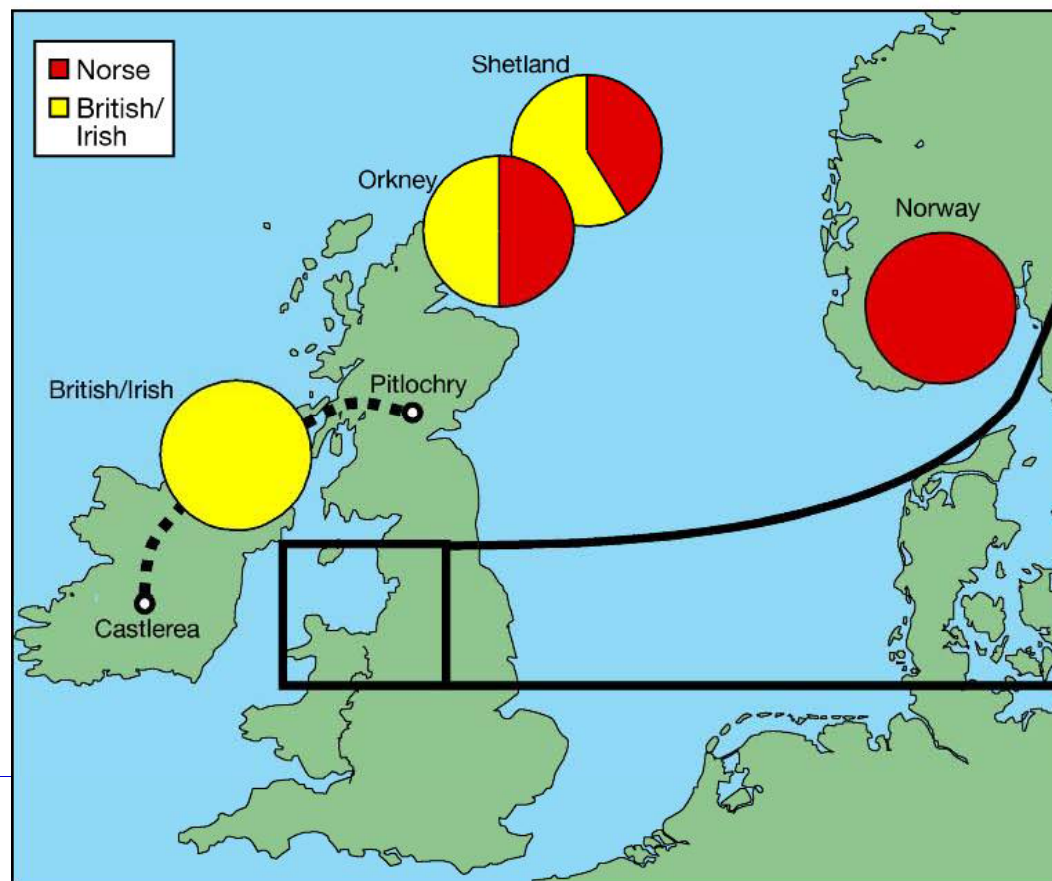 Norse
British/
Irish
Shetland
Orkney
Norway
British/Irish
Pitlochry
Castlerea